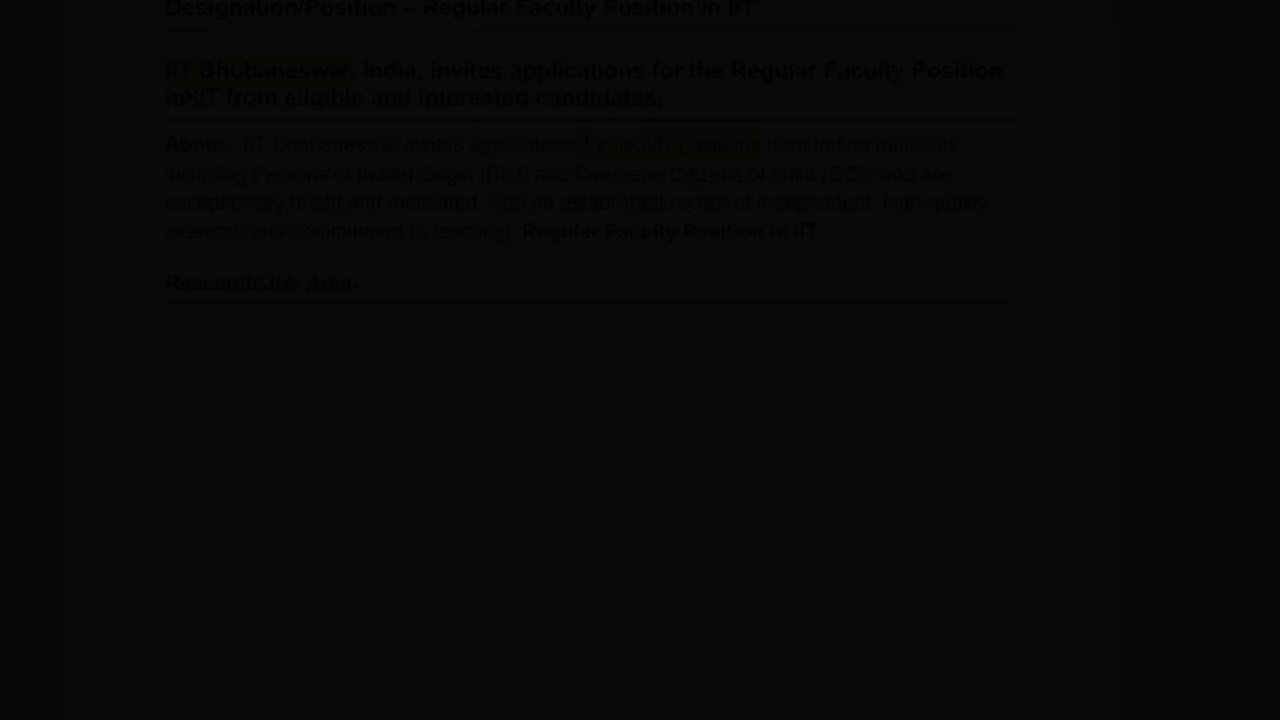 Designation/Position – Regular Faculty Position in IIT
IIT Bhubaneswar, India, invites applications for the Regular Faculty Position
in IIT from eligible and interested candidates.
About- IIT Bhubaneswar invites applications for faculty positions from Indian nationals
including Persons of Indian Origin (PIO) and Overseas Citizens of India (OCI) who are
exceptionally bright and motivated, with an established record of independent, high-quality
research and commitment to teaching. Regular Faculty Position in IIT
Research/Job Area-